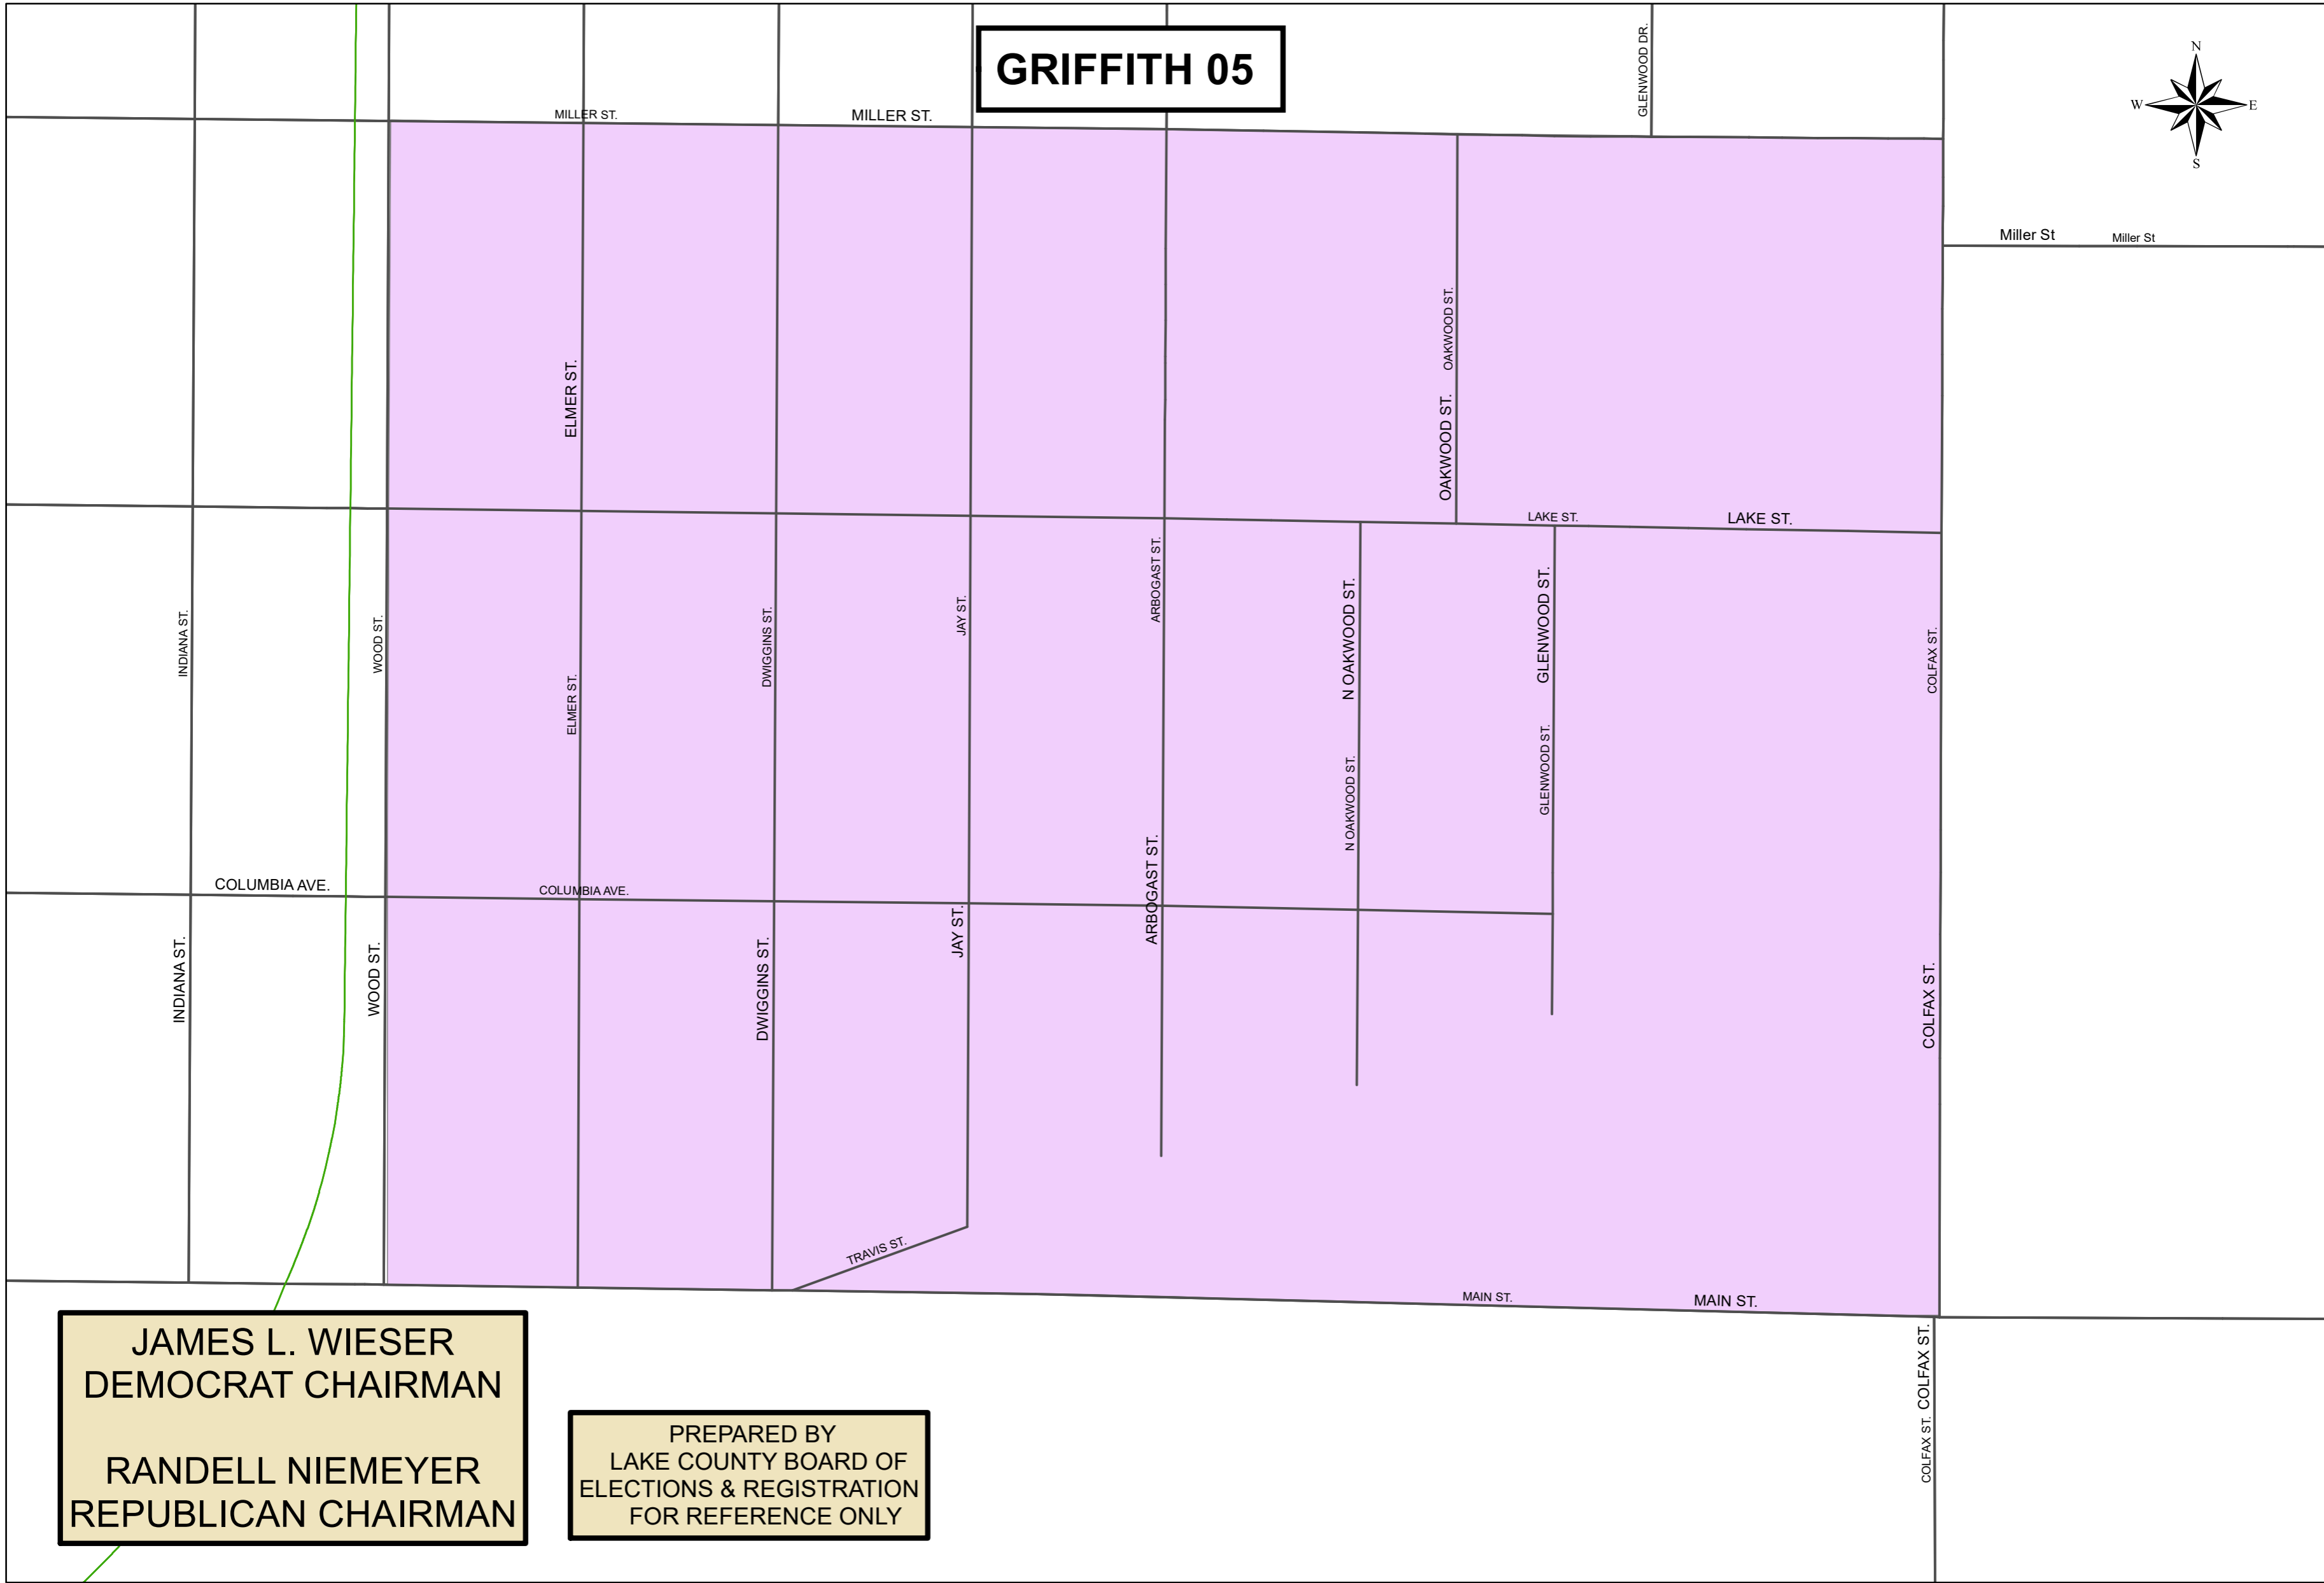 GRIFFITH 05
GLENWOOD DR.
N
W
E
S
MILLER ST.
MILLER ST.
Miller St
Miller St
OAKWOOD ST.
ELMER ST.
OAKWOOD ST.
LAKE ST.
LAKE ST.
ARBOGAST ST.
INDIANA ST.
WOOD ST.
DWIGGINS ST.
JAY ST.
N OAKWOOD ST.
GLENWOOD ST.
COLFAX ST.
ELMER ST.
N OAKWOOD ST.
GLENWOOD ST.
COLUMBIA AVE.
COLUMBIA AVE.
ARBOGAST ST.
INDIANA ST.
WOOD ST.
DWIGGINS ST.
JAY ST.
COLFAX ST.
TRAVIS ST.
MAIN ST.
MAIN ST.
COLFAX ST.
COLFAX ST.
JAMES L. WIESER
DEMOCRAT CHAIRMAN
RANDELL NIEMEYER
REPUBLICAN CHAIRMAN
PREPARED BY
LAKE COUNTY BOARD OF
ELECTIONS & REGISTRATION
FOR REFERENCE ONLY